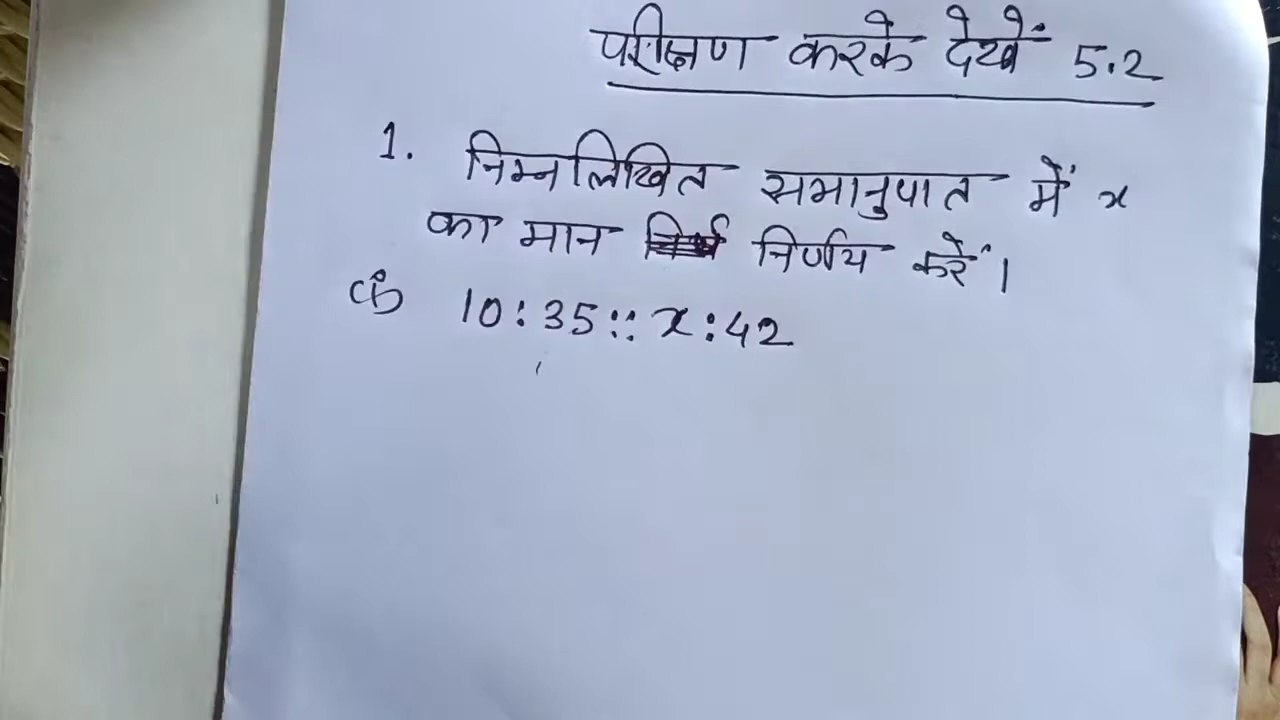 परीक्षण करके देखें 5.2
1. निम्नलिखित समानुपात में x
का मान निर्णय करें।
क) 10:35::x:42